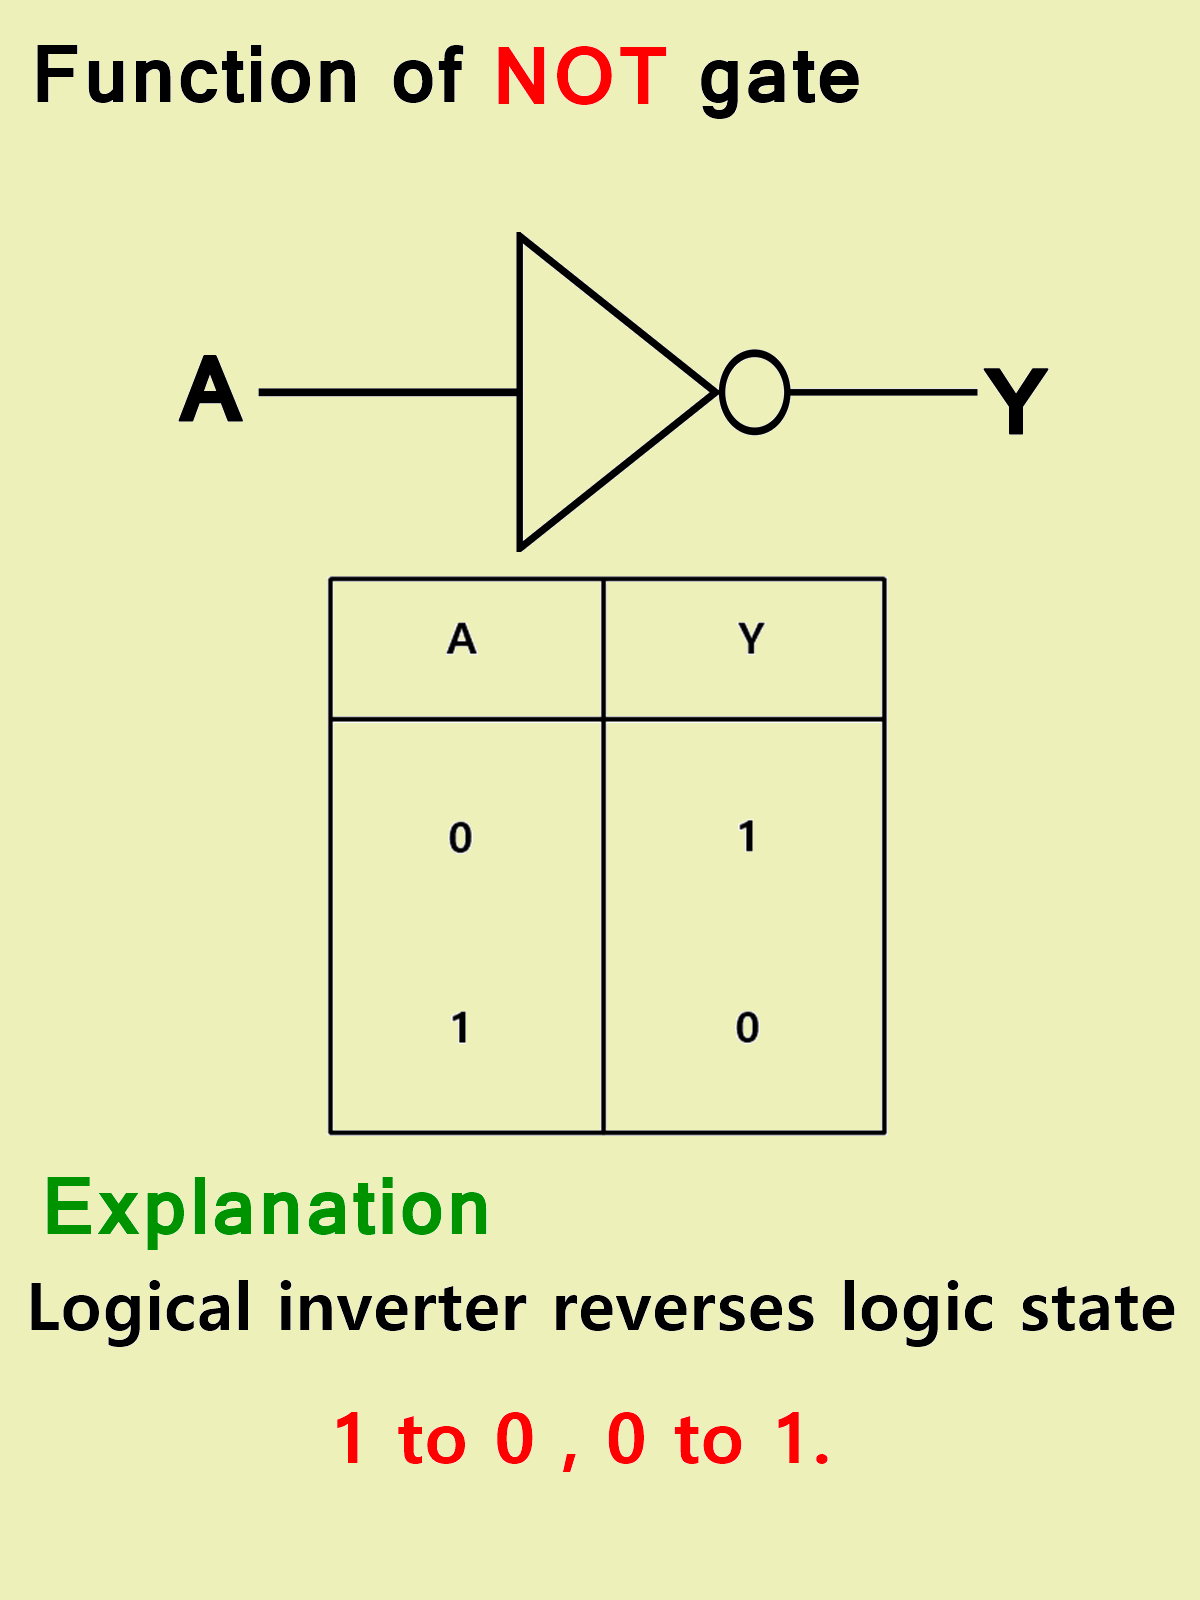 Function of NOT gate
A Y
A Y
0 1
1 0
Explanation
Logical inverter reverses logic state
1 to 0 , 0 to 1.